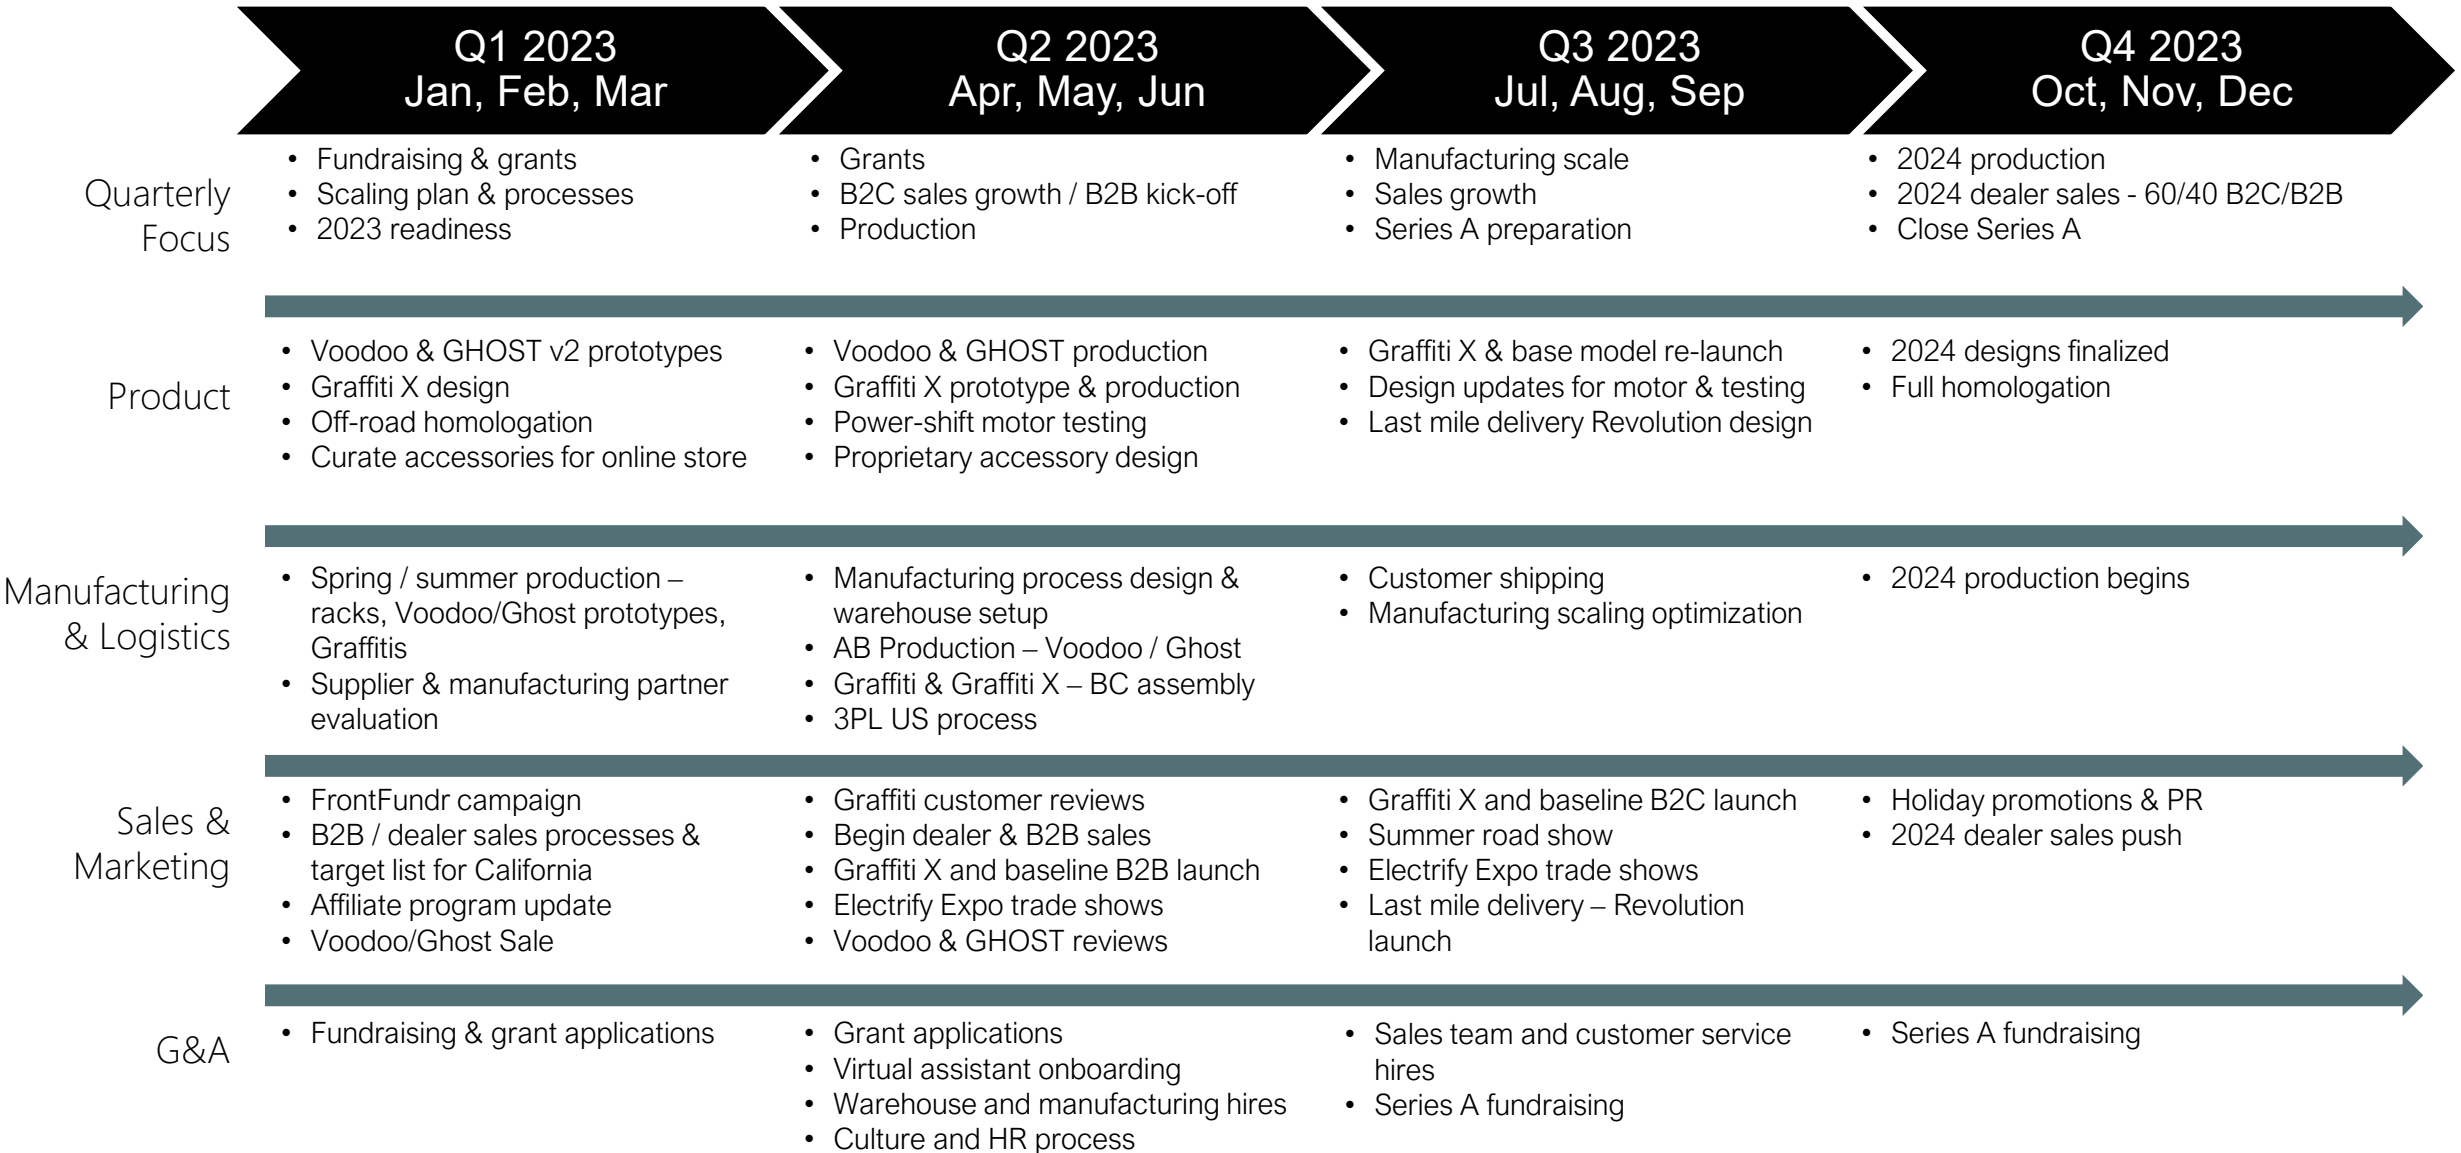 Q1 2023
Jan, Feb, Mar
Q2 2023
Apr, May, Jun
Q3 2023
Jul, Aug, Sep
Q4 2023
Oct, Nov, Dec
Quarterly
Focus
• Fundraising & grants
• Scaling plan & processes
• 2023 readiness
• Grants
• B2C sales growth / B2B kick-off
• Production
• Manufacturing scale
• Sales growth
• Series A preparation
• 2024 production
• 2024 dealer sales - 60/40 B2C/B2B
• Close Series A
Product
• Voodoo & GHOST v2 prototypes
• Graffiti X design
• Off-road homologation
• Curate accessories for online store
• Voodoo & GHOST production
• Graffiti X prototype & production
• Power-shift motor testing
• Proprietary accessory design
• Graffiti X & base model re-launch
• Design updates for motor & testing
• Last mile delivery Revolution design
• 2024 designs finalized
• Full homologation
Manufacturing
& Logistics
• Spring / summer production –
racks, Voodoo/Ghost prototypes,
Graffitis
• Supplier & manufacturing partner
evaluation
• Manufacturing process design &
warehouse setup
• AB Production – Voodoo / Ghost
• Graffiti & Graffiti X – BC assembly
• 3PL US process
• Customer shipping
• Manufacturing scaling optimization
• 2024 production begins
Sales &
Marketing
• FrontFundr campaign
• B2B / dealer sales processes &
target list for California
• Affiliate program update
• Voodoo/Ghost Sale
• Graffiti customer reviews
• Begin dealer & B2B sales
• Graffiti X and baseline B2B launch
• Electrify Expo trade shows
• Voodoo & GHOST reviews
• Graffiti X and baseline B2C launch
• Summer road show
• Electrify Expo trade shows
• Last mile delivery – Revolution
launch
• Holiday promotions & PR
• 2024 dealer sales push
G&A
• Fundraising & grant applications
• Grant applications
• Virtual assistant onboarding
• Warehouse and manufacturing hires
• Culture and HR process
• Sales team and customer service
hires
• Series A fundraising
• Series A fundraising